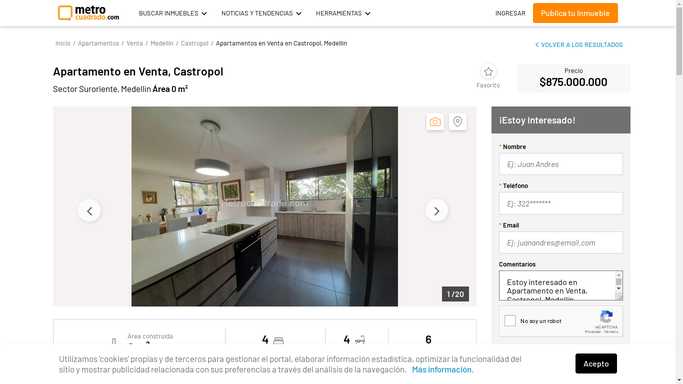 metro
cuadrado.com
BUSCAR INMUEBLES
NOTICIAS Y TENDENCIAS
HERRAMIENTAS
INGRESAR
Publica tu Inmueble
Inicio / Apartamentos / Venta / Medellín / Castropol / Apartamentos en Venta en Castropol, Medellín
VOLVER A LOS RESULTADOS
Apartamento en Venta, Castropol
Sector Suroriente, Medellín Área 0 m²
Favorito
Precio
$875.000.000
metrocuadrado.com
1 / 20
¡Estoy Interesado!
* Nombre
Ej: Juan Andres
* Teléfono
Ej: 322*******
* Email
Ej: juanandres@email.com
Comentarios
Estoy interesado en
Apartamento en Venta,
Castropol, Medellín
No soy un robot
reCAPTCHA
Privacidad - Términos
Área construida
4
4
6
Utilizamos 'cookies' propias y de terceros para gestionar el portal, elaborar información estadística, optimizar la funcionalidad del
sitio y mostrar publicidad relacionada con sus preferencias a través del análisis de la navegación. Más información.
Acepto